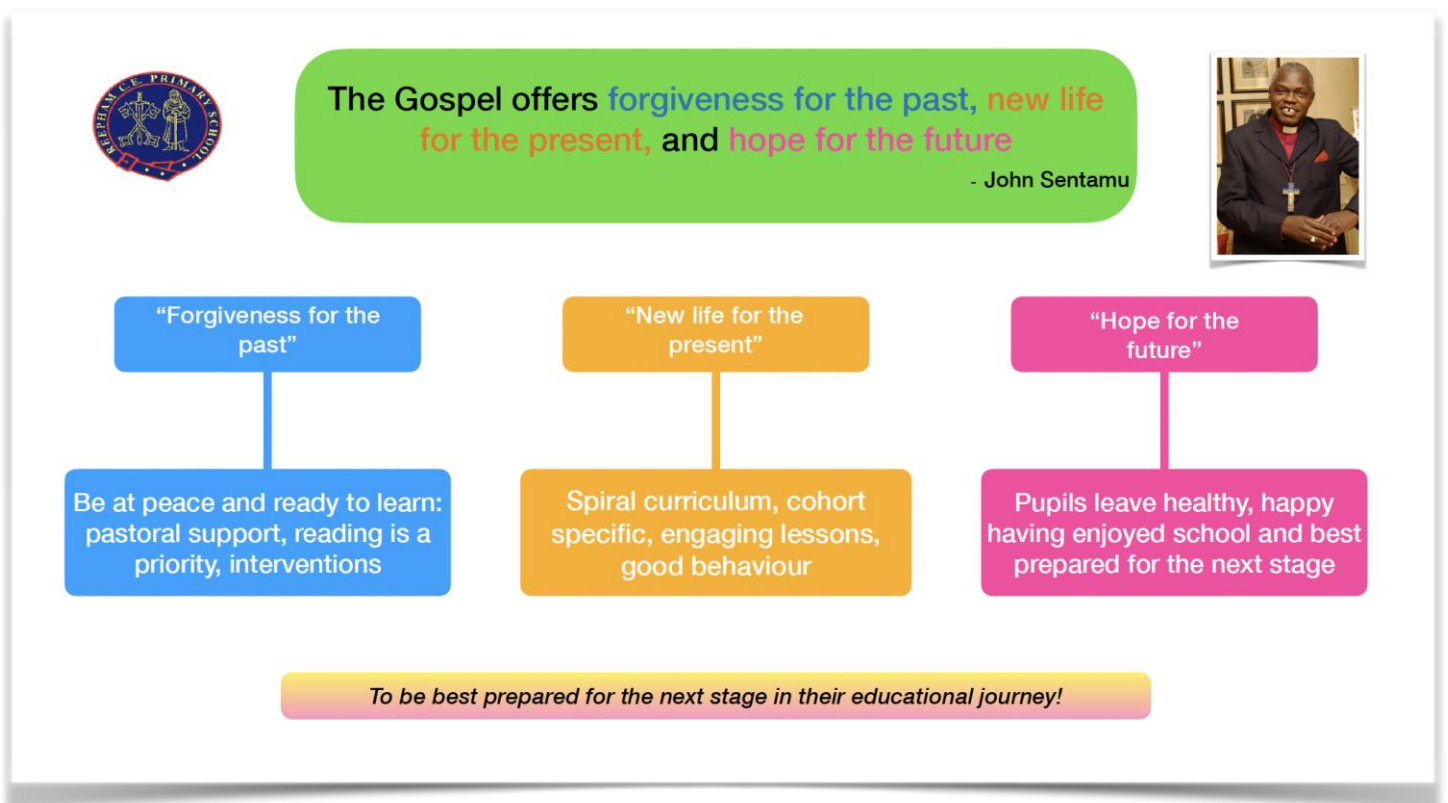 REEPHAM C.E. PRIMARY SCHOOL
The Gospel offers forgiveness for the past, new life
for the present, and hope for the future
- John Sentamu
“Forgiveness for the
past”
“New life for the
present”
“Hope for the
future”
Be at peace and ready to learn:
pastoral support, reading is a
priority, interventions
Spiral curriculum, cohort
specific, engaging lessons,
good behaviour
Pupils leave healthy, happy
having enjoyed school and best
prepared for the next stage
To be best prepared for the next stage in their educational journey!